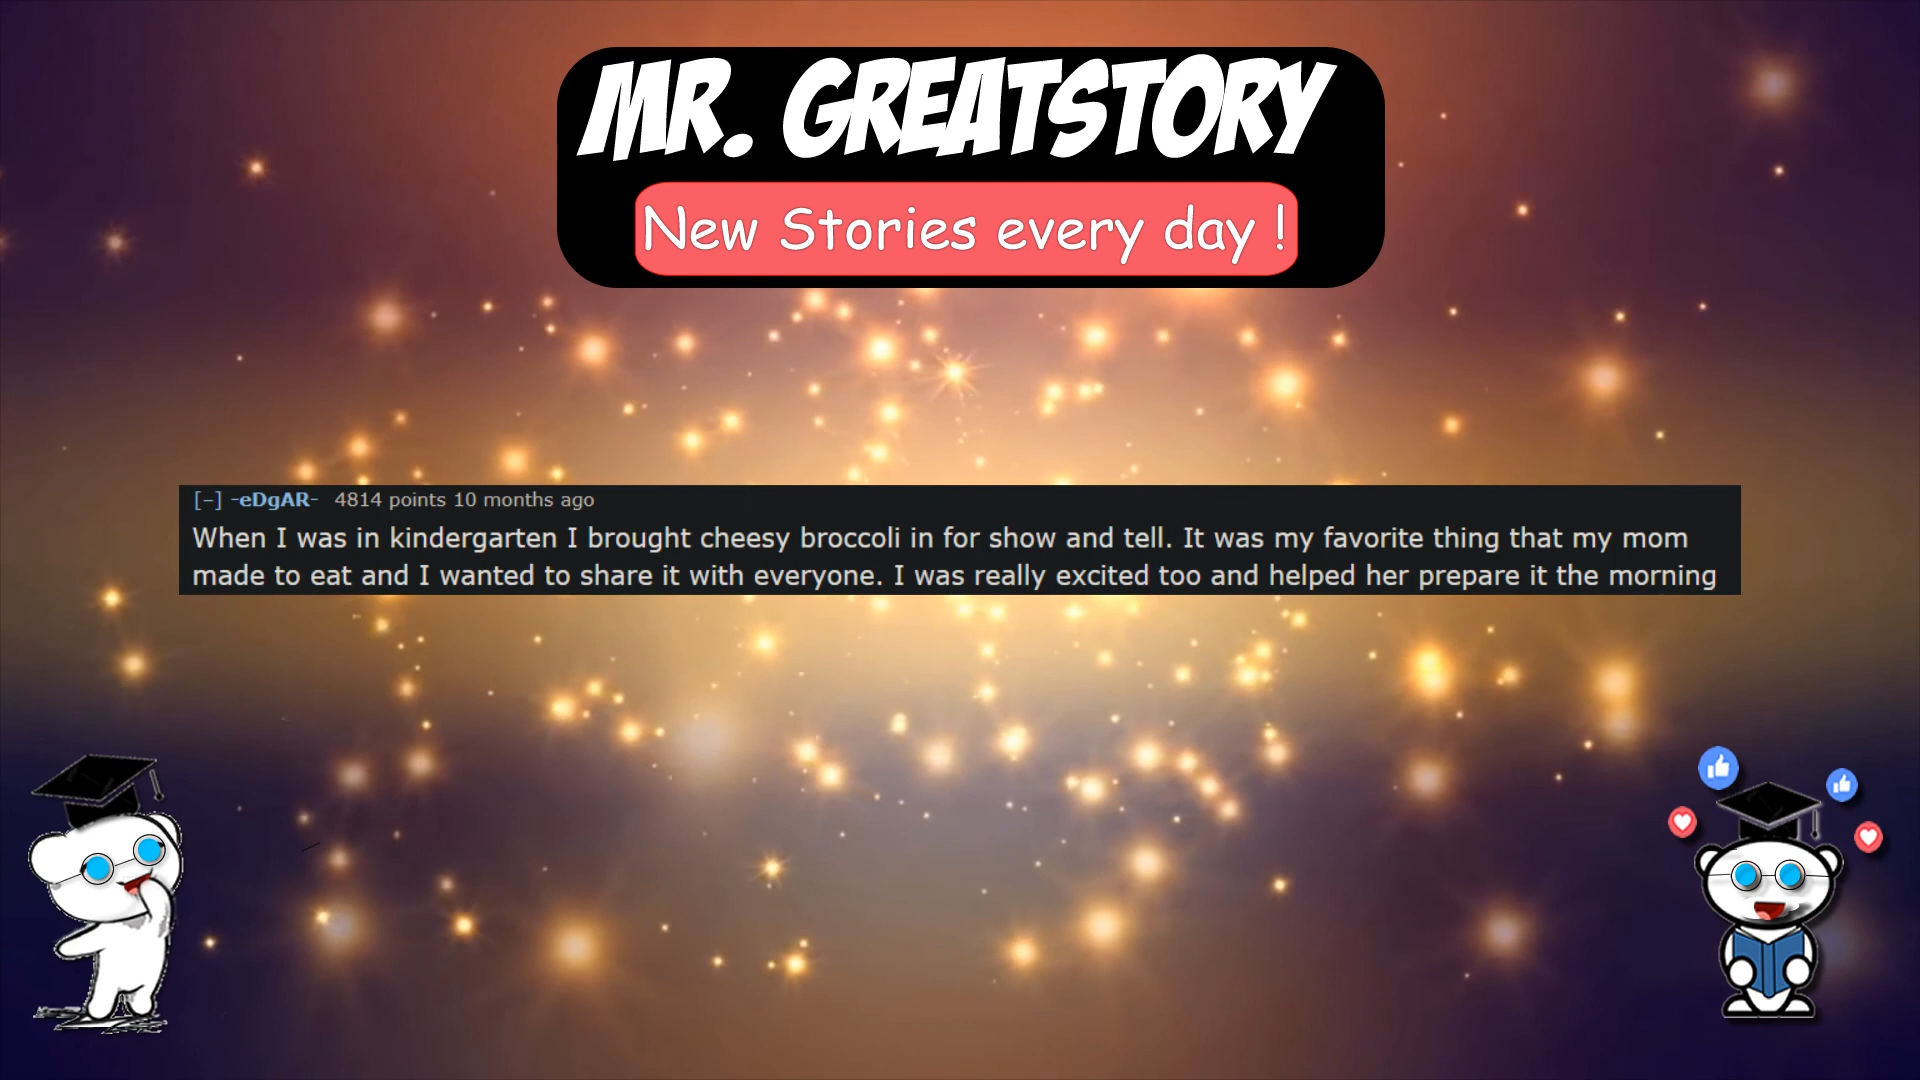 MR. GREATSTORY
New Stories every day !
[–] -eDgAR- 4814 points 10 months ago
When I was in kindergarten I brought cheesy broccoli in for show and tell. It was my favorite thing that my mom
made to eat and I wanted to share it with everyone. I was really excited too and helped her prepare it the morning